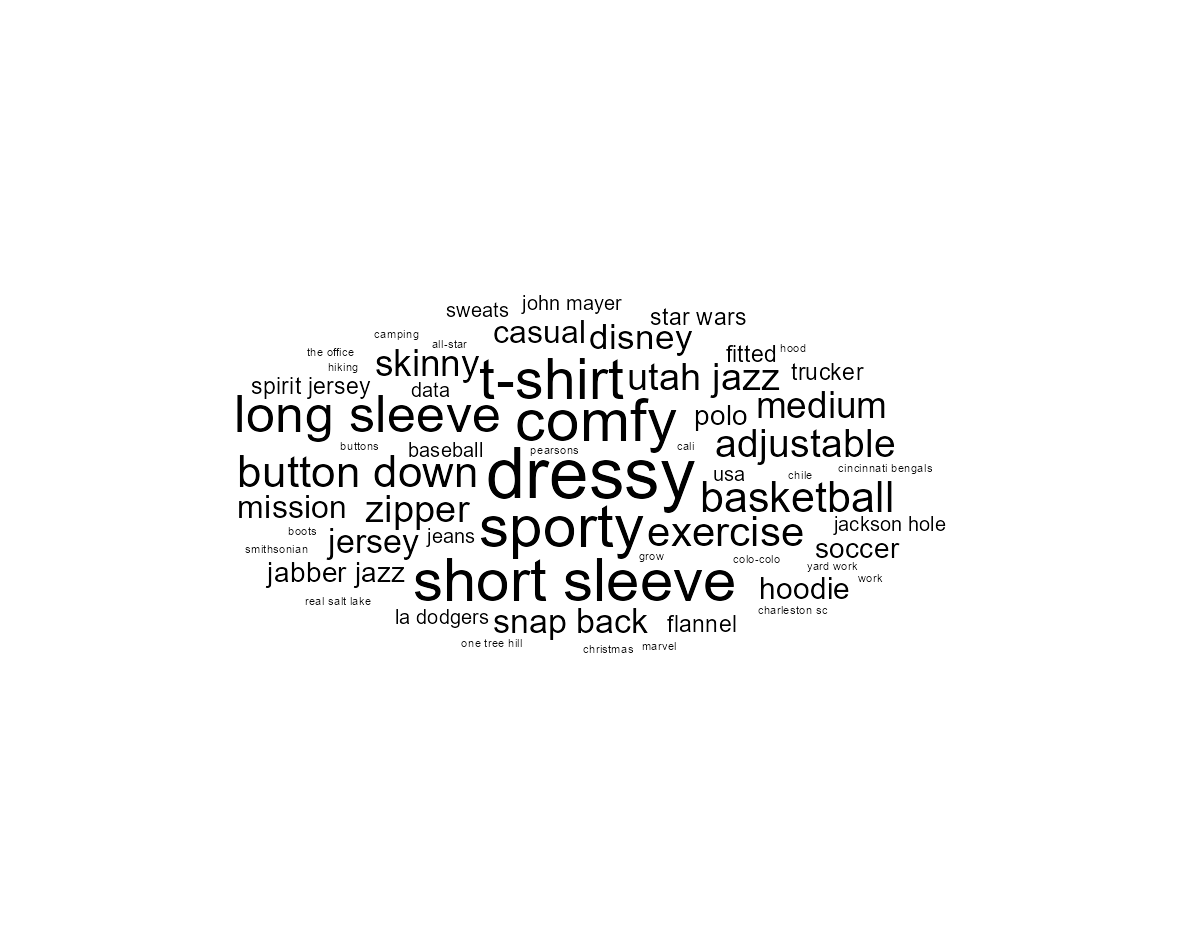 john mayer
sweats
star wars
camping
casual
disney
all-star
the office
hiking
skinny
fitted
hood
spirit jersey
data
t-shirt
utah jazz
trucker
long sleeve
comfy
polo
medium
buttons
baseball
pearsons
cali
adjustable
button down
dressy
usa
chile
cincinnati bengals
mission
zipper
basketball
boots
jersey
jeans
sporty
exercise
jackson hole
smithsonian
grow
colo-colo
soccer
jabber jazz
short sleeve
yard work
work
hoodie
real salt lake
charleston sc
la dodgers
snap back
flannel
one tree hill
christmas
marvel